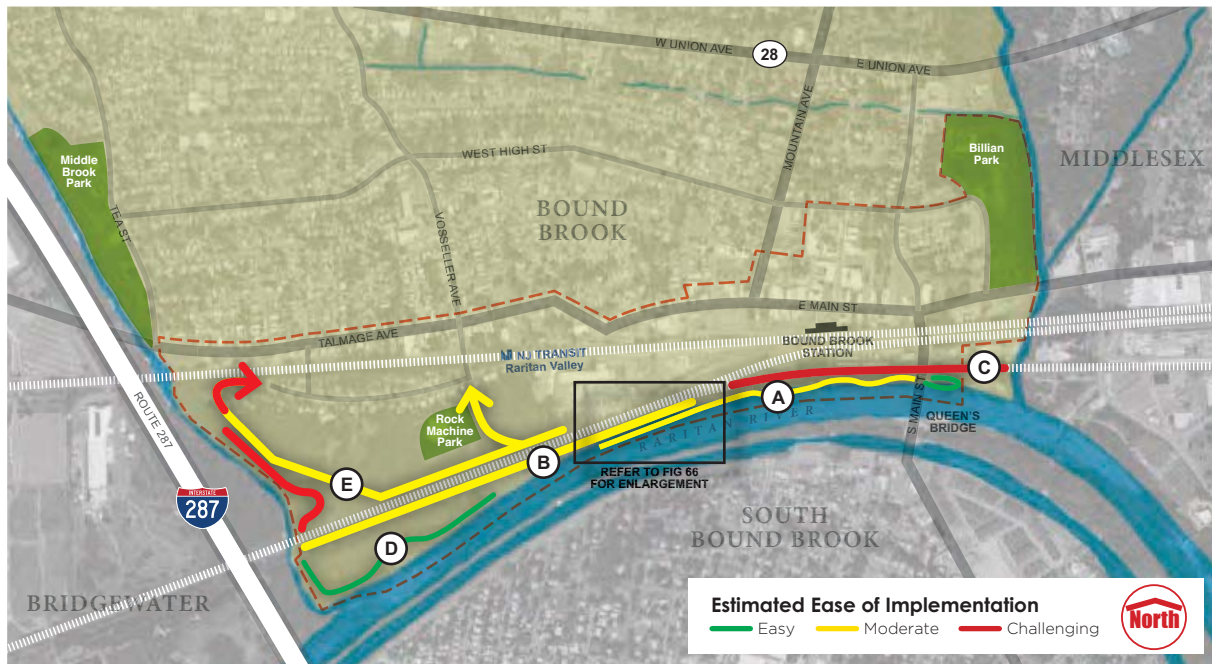 W UNION AVE
28
E UNION AVE
MOUNTAIN AVE
Middle
Brook
Park
WEST HIGH ST
Billian
Park
MIDDLESEX
TEA ST
VOSSELLER AVE
BOUND
BROOK
E MAIN ST
TALMAGE AVE
BOUND BROOK
STATION
NJ TRANSIT
Raritan Valley
C
A
S MAIN ST
QUEEN'S
BRIDGE
RARITAN RIVER
ROUTE 287
Rock
Machine
Park
B
REFER TO FIG 66
FOR ENLARGEMENT
E
INTERSTATE
287
D
SOUTH
BOUND BROOK
BRIDGEWATER
Estimated Ease of Implementation
Easy
Moderate
Challenging
North